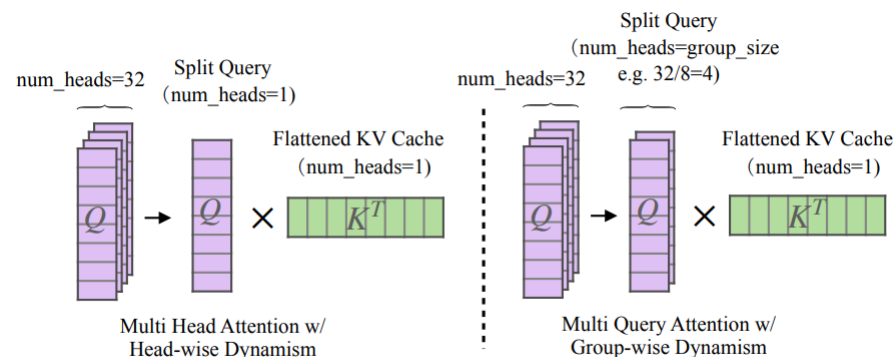 num_heads=32
Split Query
(num_heads=1)
Flattened KV Cache
(num_heads=1)
Q
Q
×
K^T
Multi Head Attention w/
Head-wise Dynamism
num_heads=32
Split Query
(num_heads=group_size
e.g. 32/8=4)
Flattened KV Cache
(num_heads=1)
Q
Q
×
K^T
Multi Query Attention w/
Group-wise Dynamism